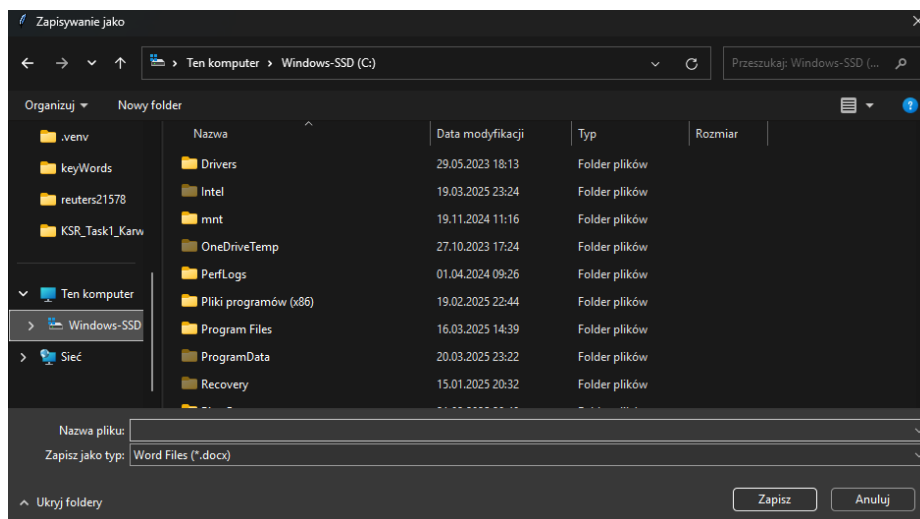 Zapisywanie jako
Ten komputer > Windows-SSD (C:)
Przeszukaj: Windows-SSD (...
Organizuj
Nowy folder
.venv
keyWords
reuters21578
KSR_Task1_Karw
Ten komputer
Windows-SSD
Sieć
Nazwa Data modyfikacji Typ Rozmiar
Drivers 29.05.2023 18:13 Folder plików
Intel 19.03.2025 23:24 Folder plików
mnt 19.11.2024 11:16 Folder plików
OneDriveTemp 27.10.2023 17:24 Folder plików
PerfLogs 01.04.2024 09:26 Folder plików
Pliki programów (x86) 19.02.2025 22:44 Folder plików
Program Files 16.03.2025 14:39 Folder plików
ProgramData 20.03.2025 23:22 Folder plików
Recovery 15.01.2025 20:32 Folder plików
Nazwa pliku:
Zapisz jako typ: Word Files (*.docx)
Ukryj foldery
Zapisz
Anuluj